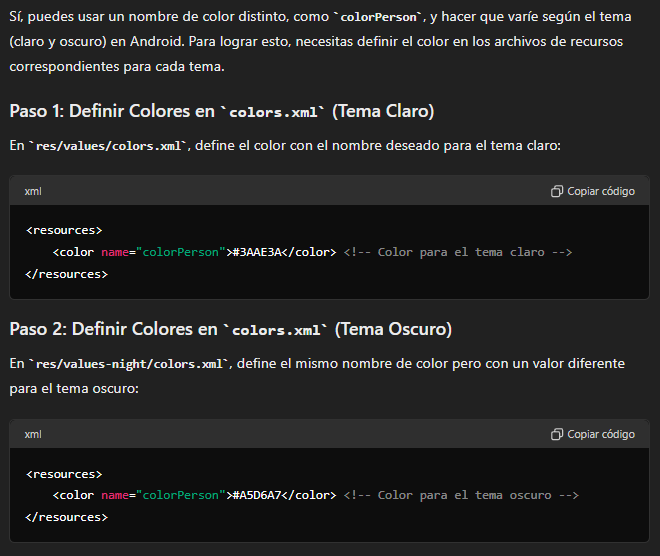 Sí, puedes usar un nombre de color distinto, como `colorPerson`, y hacer que varíe según el tema
(claro y oscuro) en Android. Para lograr esto, necesitas definir el color en los archivos de recursos
correspondientes para cada tema.
Paso 1: Definir Colores en `colors.xml` (Tema Claro)
En `res/values/colors.xml`, define el color con el nombre deseado para el tema claro:
xml
Copiar código
<resources>
    <color name="colorPerson">#3AAE3A</color> <!-- Color para el tema claro -->
</resources>
Paso 2: Definir Colores en `colors.xml` (Tema Oscuro)
En `res/values-night/colors.xml`, define el mismo nombre de color pero con un valor diferente
para el tema oscuro:
xml
Copiar código
<resources>
    <color name="colorPerson">#A5D6A7</color> <!-- Color para el tema oscuro -->
</resources>